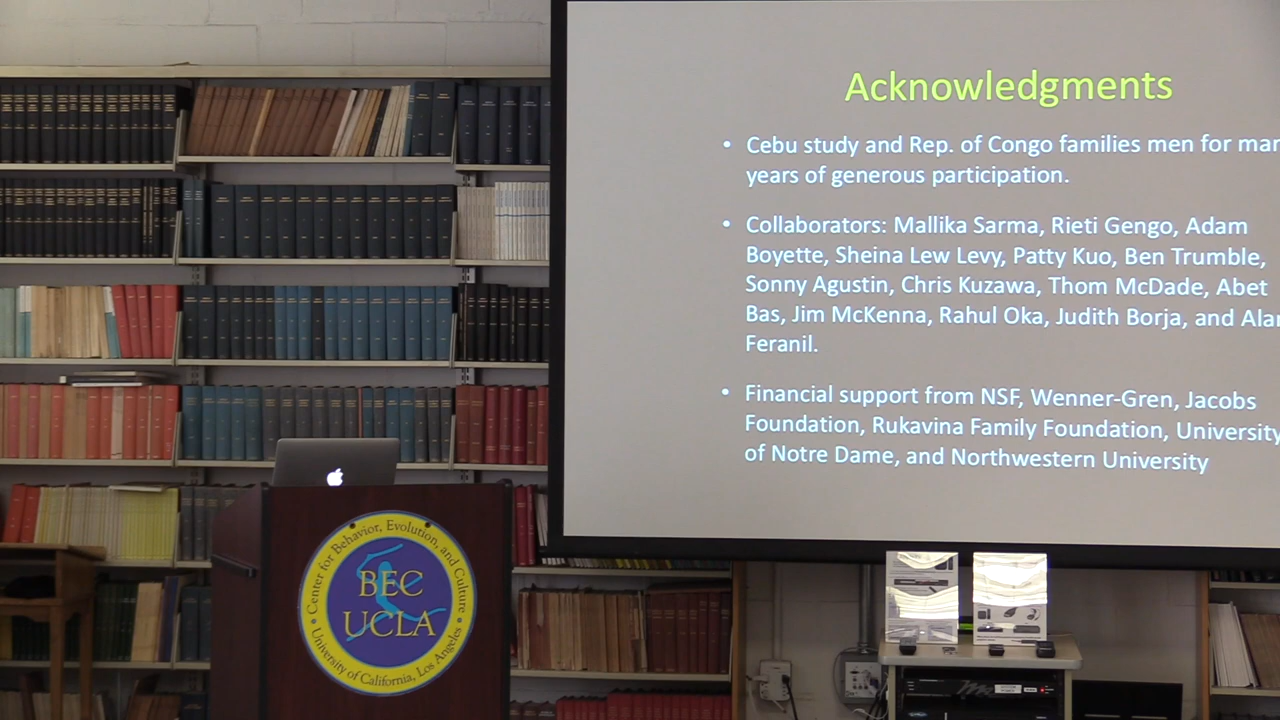 Acknowledgments
• Cebu study and Rep. of Congo families men for mar
years of generous participation.
• Collaborators: Mallika Sarma, Rieti Gengo, Adam
Boyette, Sheina Lew Levy, Patty Kuo, Ben Trumble,
Sonny Agustin, Chris Kuzawa, Thom McDade, Abet
Bas, Jim McKenna, Rahul Oka, Judith Borja, and Alan
Feranil.
• Financial support from NSF, Wenner-Gren, Jacobs
Foundation, Rukavina Family Foundation, University
of Notre Dame, and Northwestern University
Center for Behavior, Evolution, and Culture
BEC
UCLA
University of California, Los Angeles